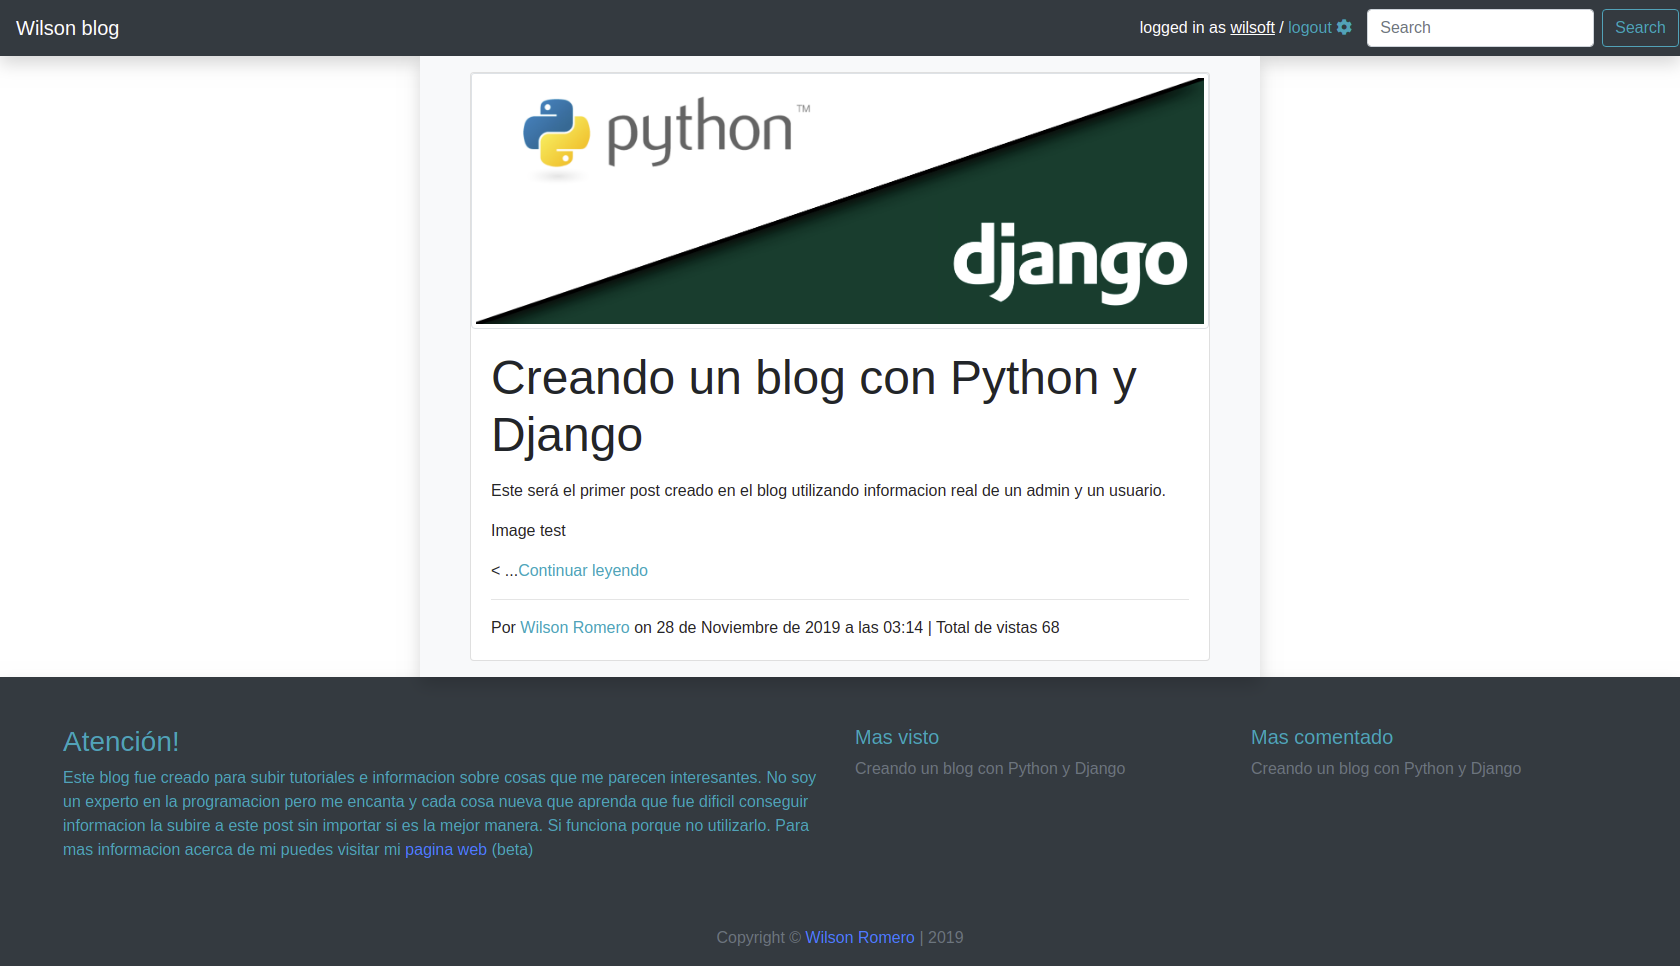 Wilson blog
logged in as wilsoft / logout
Search
Search
python™
django
Creando un blog con Python y
Django
Este será el primer post creado en el blog utilizando informacion real de un admin y un usuario.
Image test
< ...Continuar leyendo
Por Wilson Romero on 28 de Noviembre de 2019 a las 03:14 | Total de vistas 68
Atención!
Este blog fue creado para subir tutoriales e informacion sobre cosas que me parecen interesantes. No soy
un experto en la programacion pero me encanta y cada cosa nueva que aprenda que fue dificil conseguir
informacion la subire a este post sin importar si es la mejor manera. Si funciona porque no utilizarlo. Para
mas informacion acerca de mi puedes visitar mi pagina web (beta)
Mas visto
Creando un blog con Python y Django
Mas comentado
Creando un blog con Python y Django
Copyright © Wilson Romero | 2019